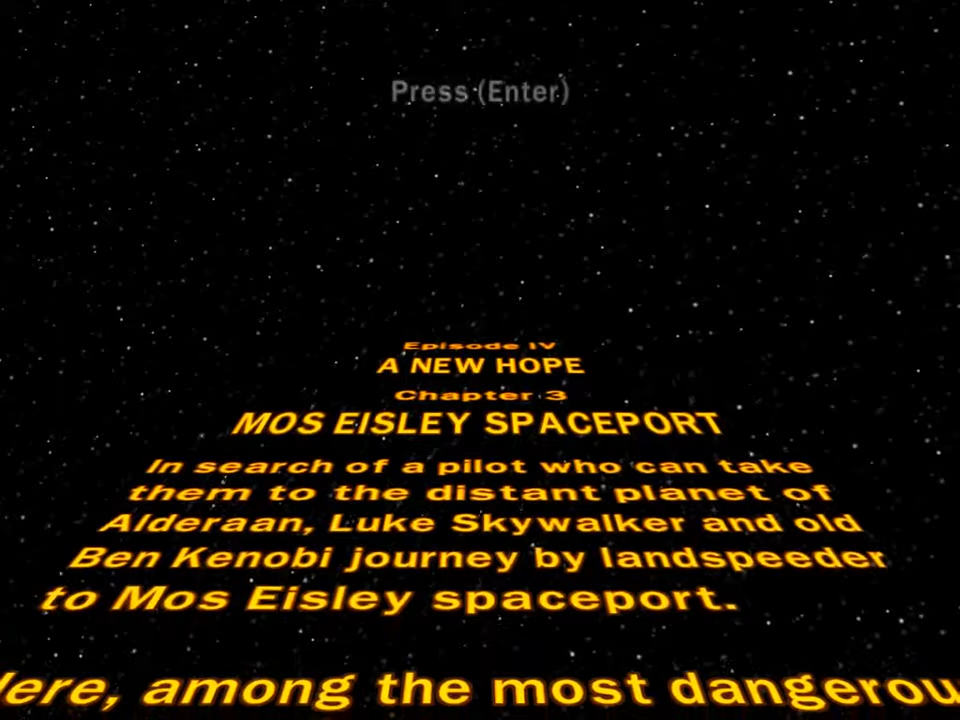 Press (Enter)
Episode IV
A NEW HOPE
Chapter 3
MOS EISLEY SPACEPORT
In search of a pilot who can take
them to the distant planet of
Alderaan, Luke Skywalker and old
Ben Kenobi journey by landspeeder
to Mos Eisley spaceport.
among the most